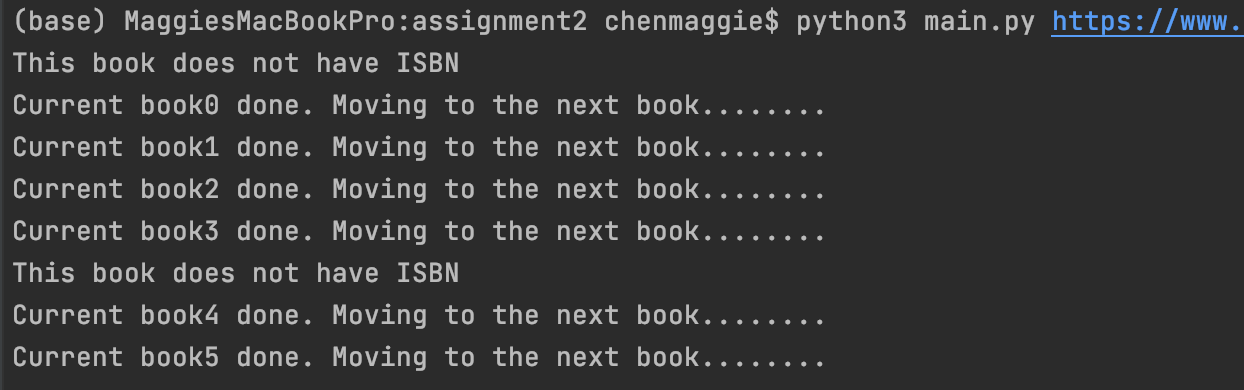 (base) MaggiesMacBookPro:assignment2 chenmaggie$ python3 main.py https://www.
This book does not have ISBN
Current book0 done. Moving to the next book........
Current book1 done. Moving to the next book........
Current book2 done. Moving to the next book........
Current book3 done. Moving to the next book........
This book does not have ISBN
Current book4 done. Moving to the next book........
Current book5 done. Moving to the next book........